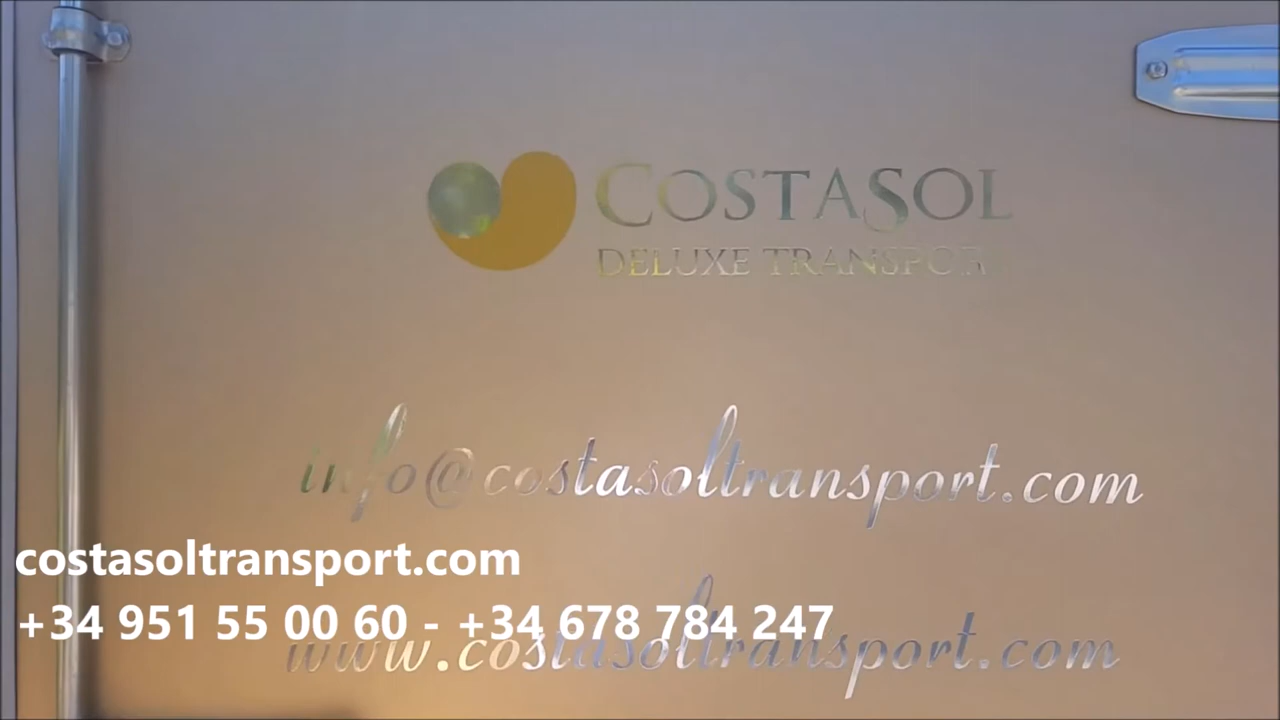 COSTASOL
DELUXE TRANSPORT
info@costasoltransport.com
costasoltransport.com
+34 951 55 00 60 - +34 678 784 247
www.costasoltransport.com